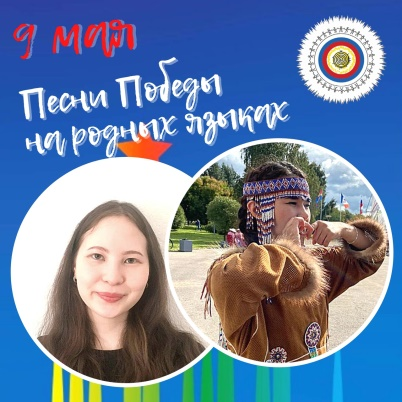 9 мая
Песни Победы
на родных языках